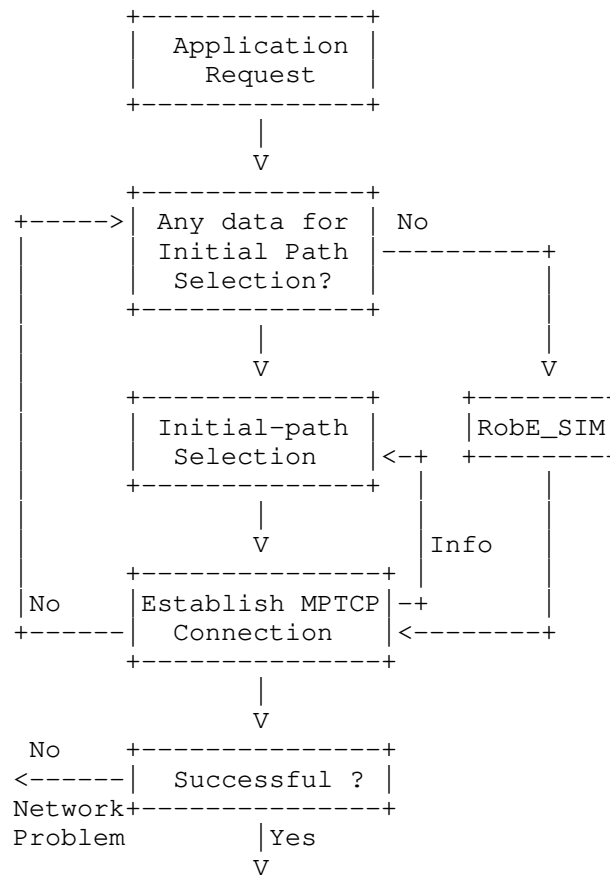 Application
Request
Any data for
Initial Path
Selection?
No
Initial-path
Selection
RobE_SIM
Info
No
Establish MPTCP
Connection
No
Successful ?
Network
Problem
Yes